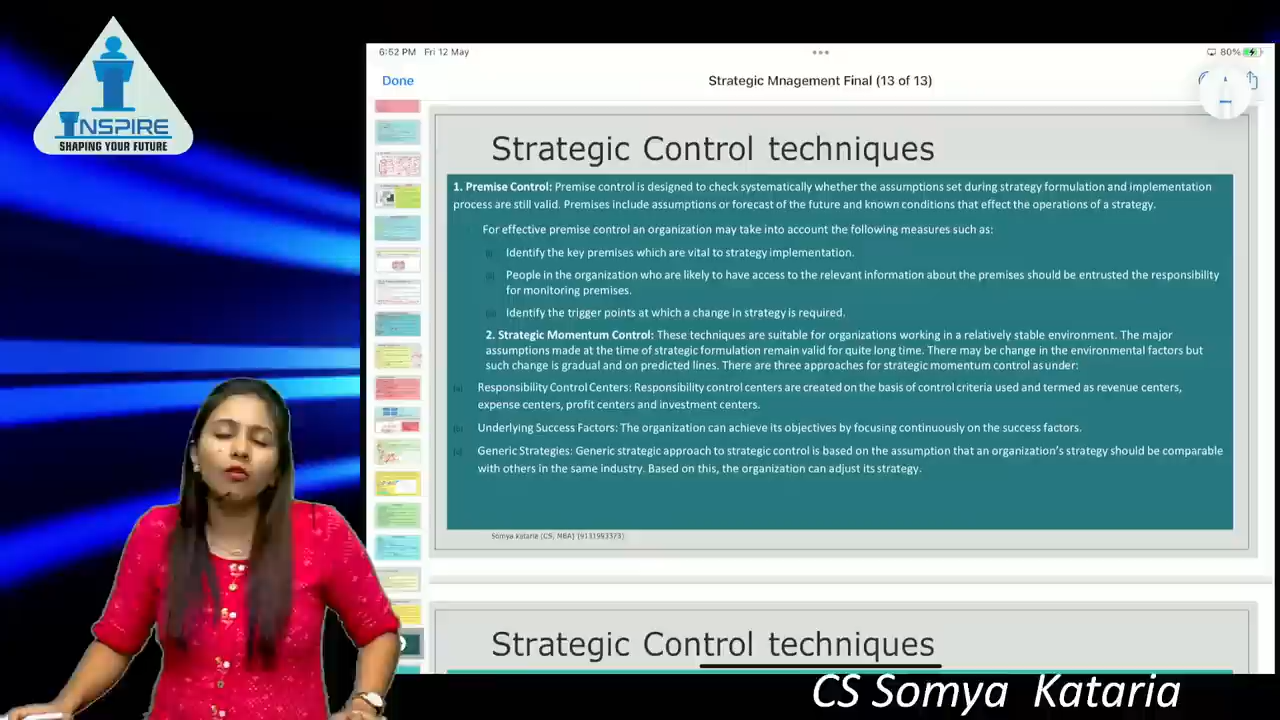 INSPIRE
SHAPING YOUR FUTURE
6:52 PM Fri 12 May
80%
Done
Strategic Mnagement Final (13 of 13)
Strategic Control techniques
1. Premise Control: Premise control is designed to check systematically whether the assumptions set during strategy formulation and implementation
process are still valid. Premises include assumptions or forecast of the future and known conditions that effect the operations of a strategy.
For effective premise control an organization may take into account the following measures such as:
Identify the key premises which are vital to strategy implementation.
People in the organization who are likely to have access to the relevant information about the premises should be entrusted the responsibility
for monitoring premises.
Identify the trigger points at which a change in strategy is required.
2. Strategic Momentum Control: These techniques are suitable for organizations working in a relatively stable environment. The major
assumptions made at the time of strategic formulation remain valid for quite long time. There may be change in the environmental factors but
such change is gradual and on predicted lines. There are three approaches for strategic momentum control as under:
Responsibility Control Centers: Responsibility control centers are created on the basis of control criteria used and termed as revenue centers,
expense centers, profit centers and investment centers.
Underlying Success Factors: The organization can achieve its objectives by focusing continuously on the success factors.
Generic Strategies: Generic strategic approach to strategic control is based on the assumption that an organization's strategy should be comparable
with others in the same industry. Based on this, the organization can adjust its strategy.
Somya Kataria (CS, MBA) (9131993373)
Strategic Control techniques
CS Somya Kataria